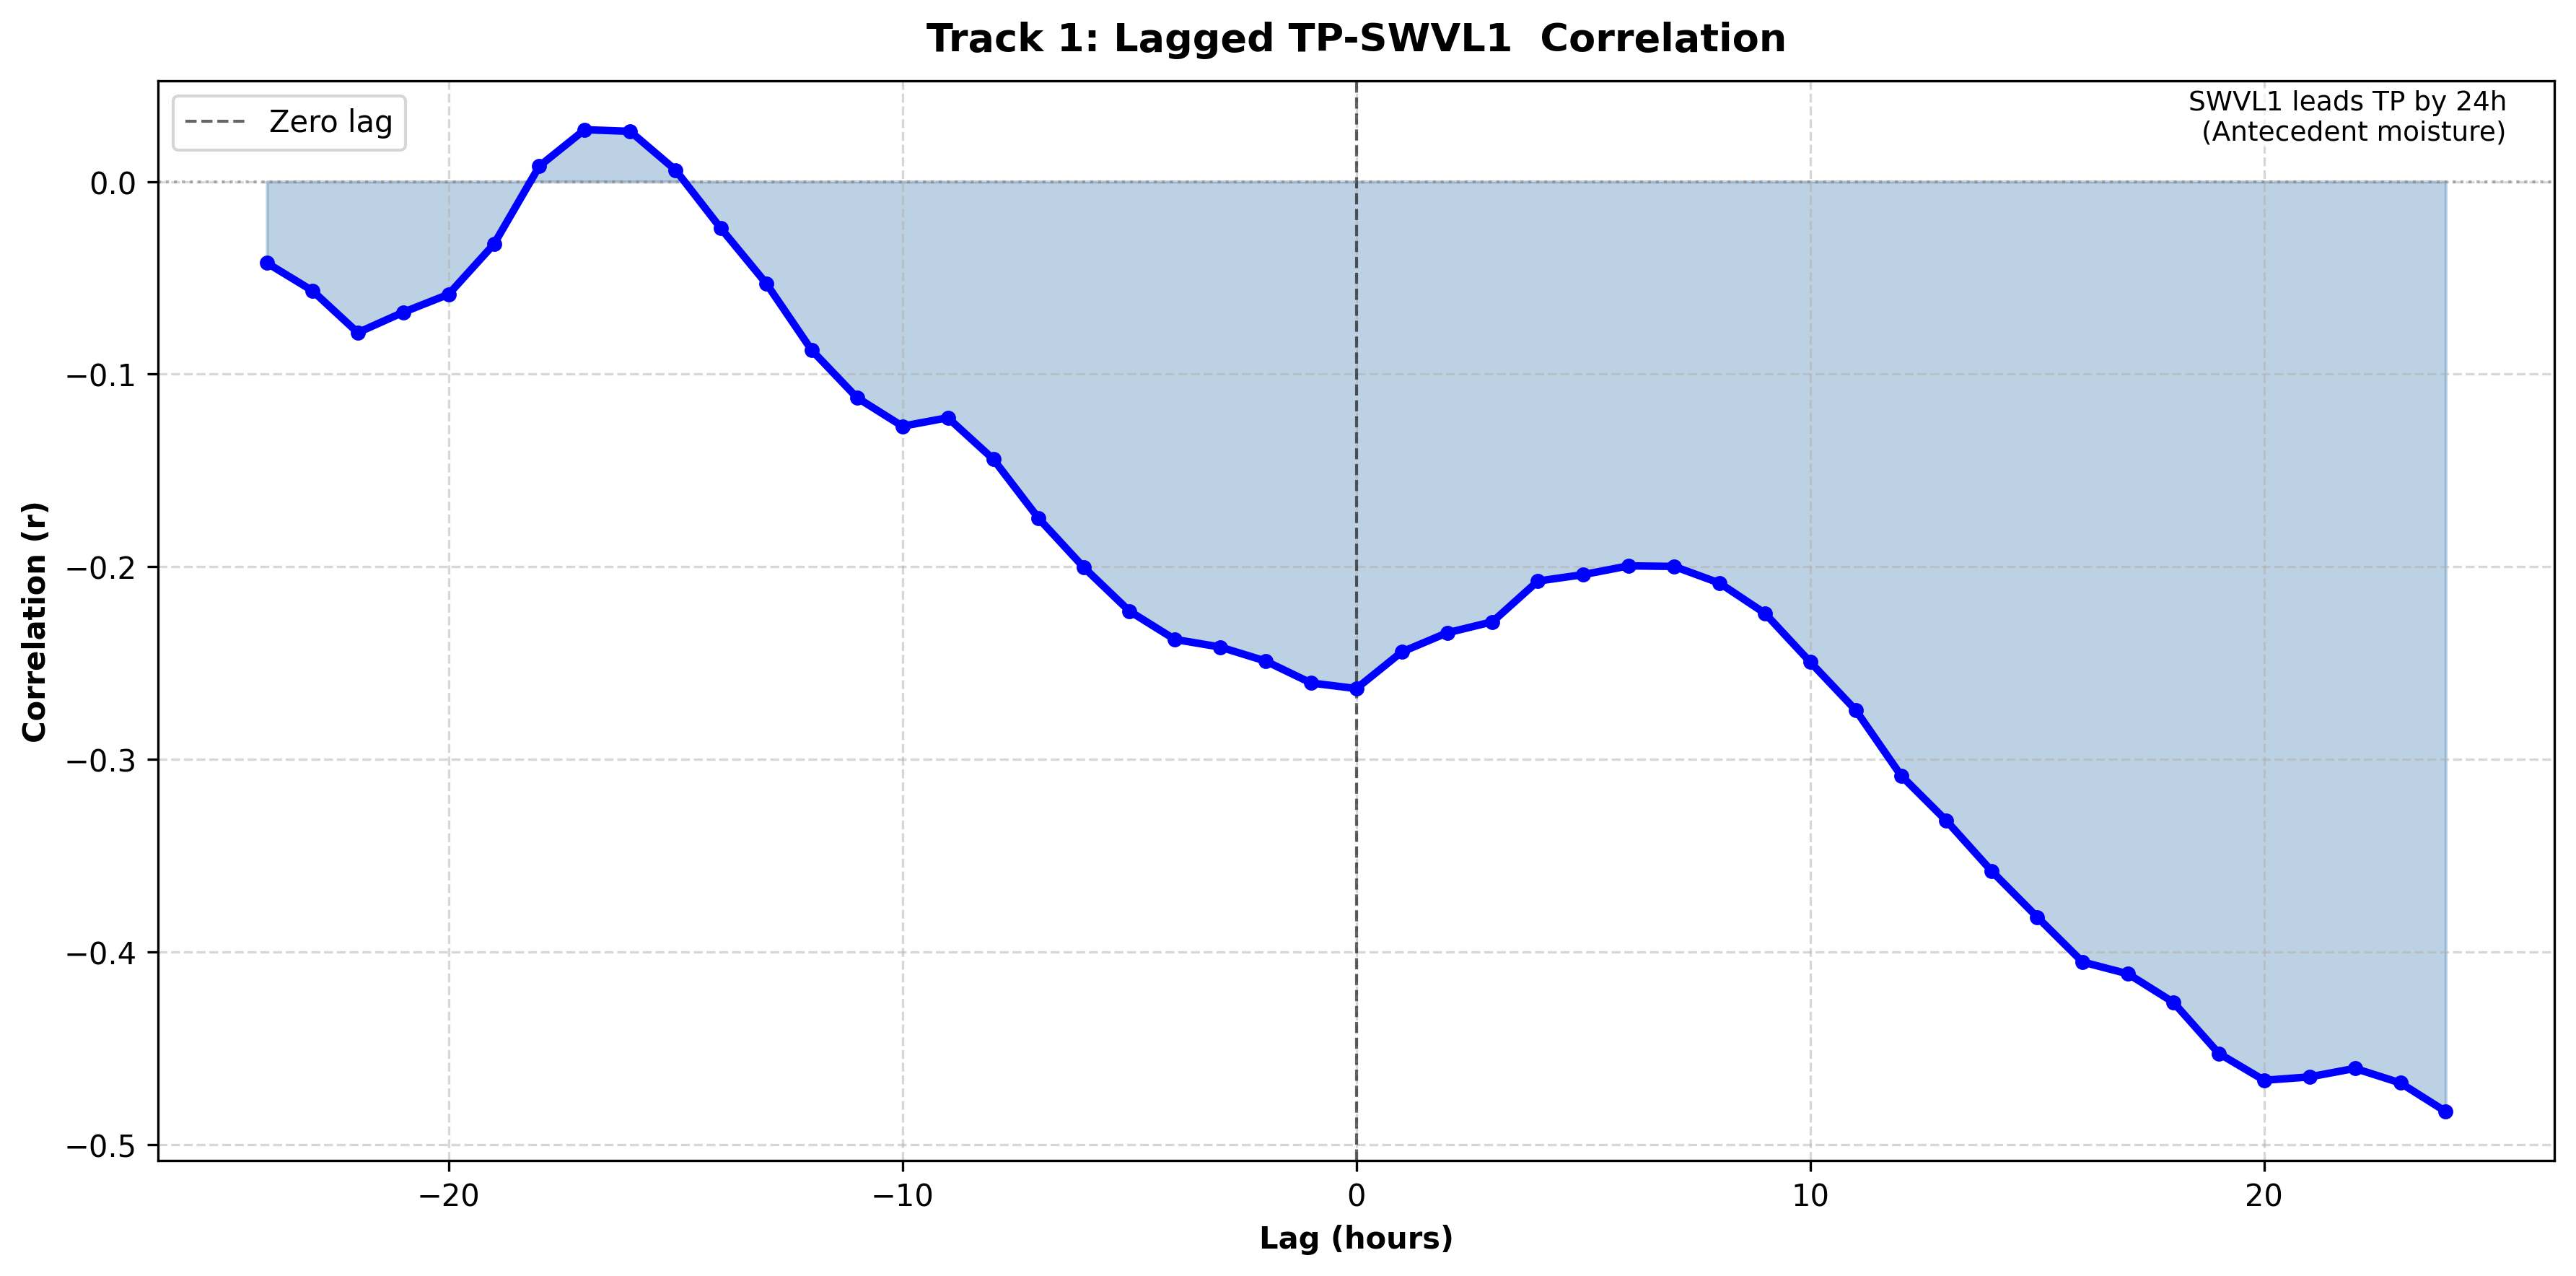 Track 1: Lagged TP-SWVL1  Correlation
Zero lag
SWVL1 leads TP by 24h
(Antecedent moisture)
Correlation (r)
0.0
−0.1
−0.2
−0.3
−0.4
−0.5
−20
−10
0
10
20
Lag (hours)